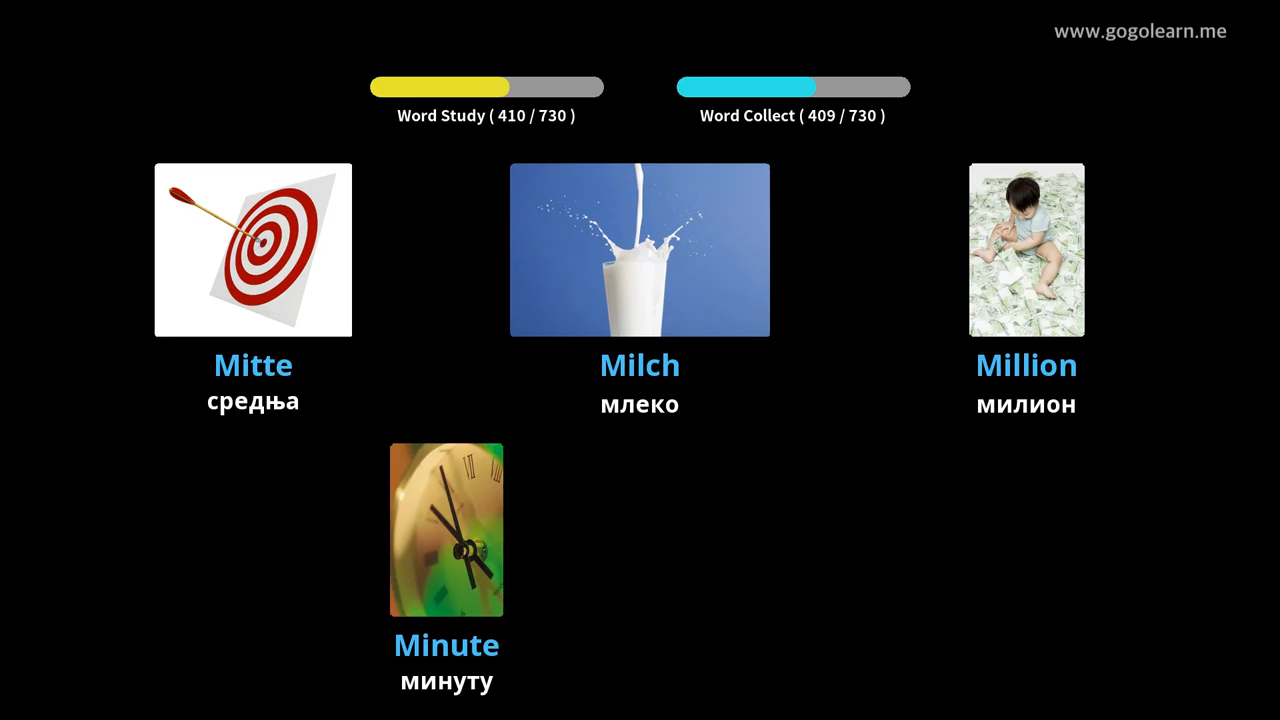 www.gogolearn.me
Word Study ( 410 / 730 )
Word Collect ( 409 / 730 )
Mitte
средња
Milch
млеко
Million
милион
Minute
минуту